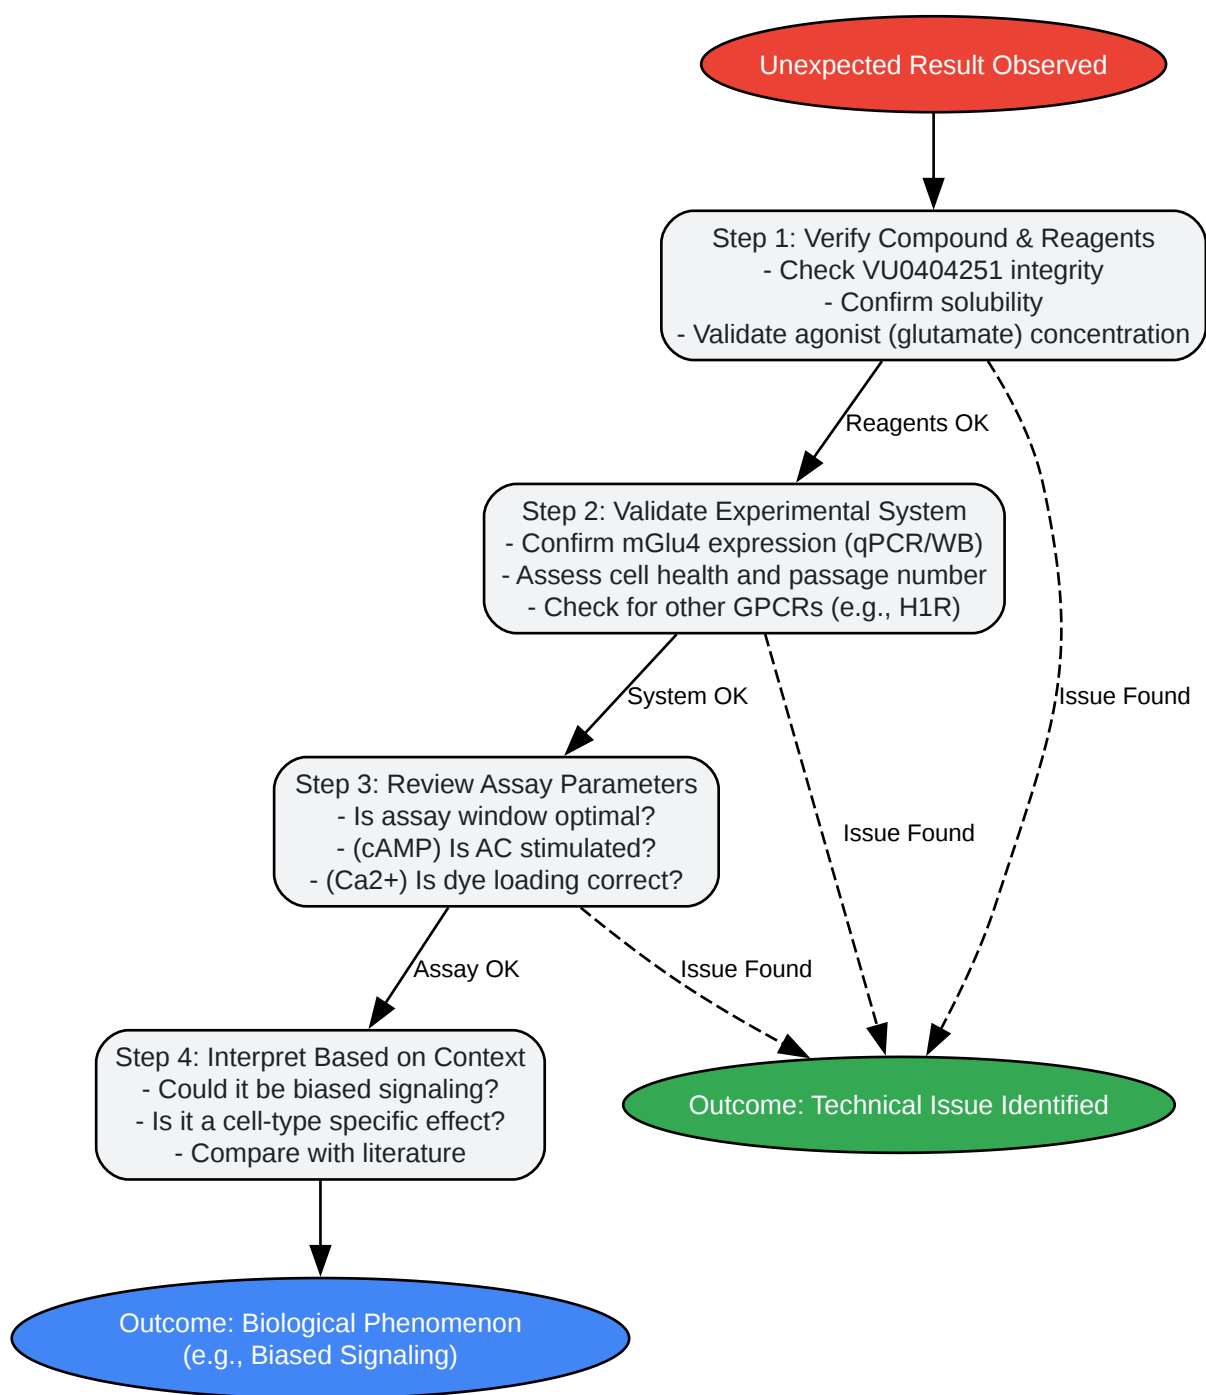 Unexpected Result Observed
Step 1: Verify Compound & Reagents
- Check VU0404251 integrity
- Confirm solubility
- Validate agonist (glutamate) concentration
Reagents OK
Step 2: Validate Experimental System
- Confirm mGlu4 expression (qPCR/WB)
- Assess cell health and passage number
- Check for other GPCRs (e.g., H1R)
System OK
Issue Found
Step 3: Review Assay Parameters
- Is assay window optimal?
- (cAMP) Is AC stimulated?
- (Ca2+) Is dye loading correct?
Issue Found
Assay OK
Issue Found
Step 4: Interpret Based on Context
- Could it be biased signaling?
- Is it a cell-type specific effect?
- Compare with literature
Outcome: Technical Issue Identified
Outcome: Biological Phenomenon
(e.g., Biased Signaling)